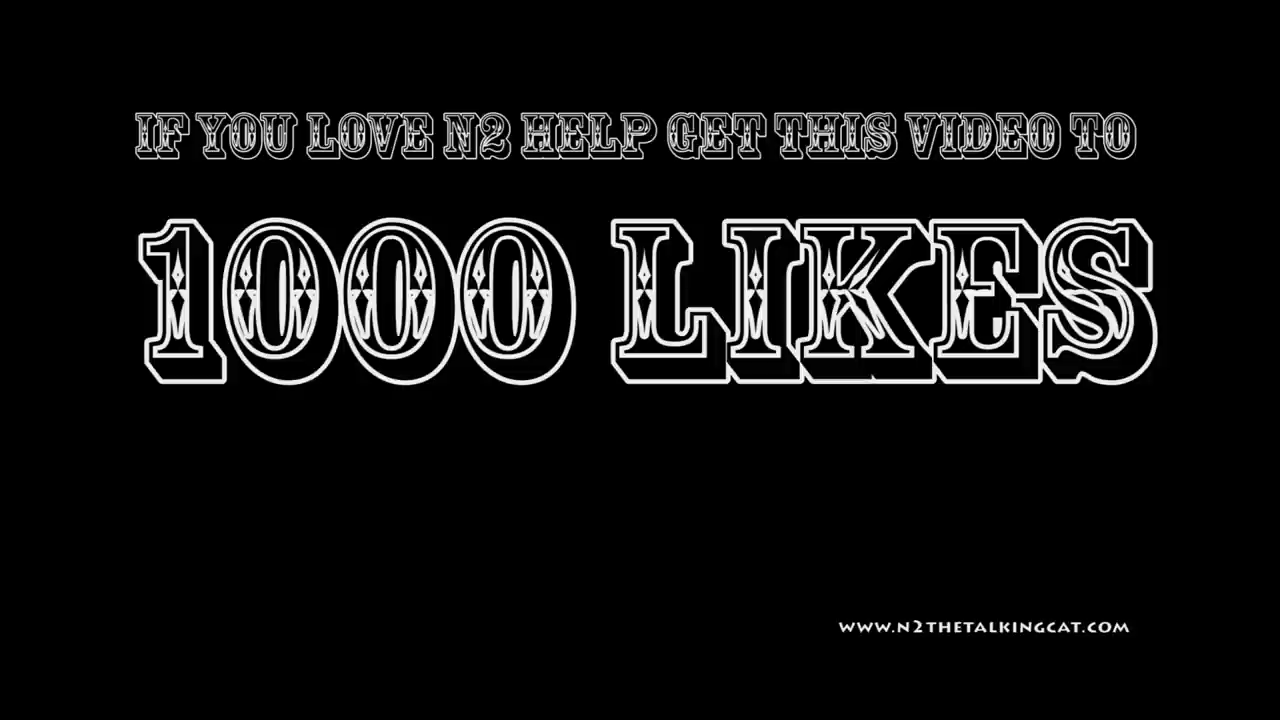 IF YOU LOVE N2 HELP GET THIS VIDEO TO
1000 LIKES
WWW.N2THETALKINGCAT.COM